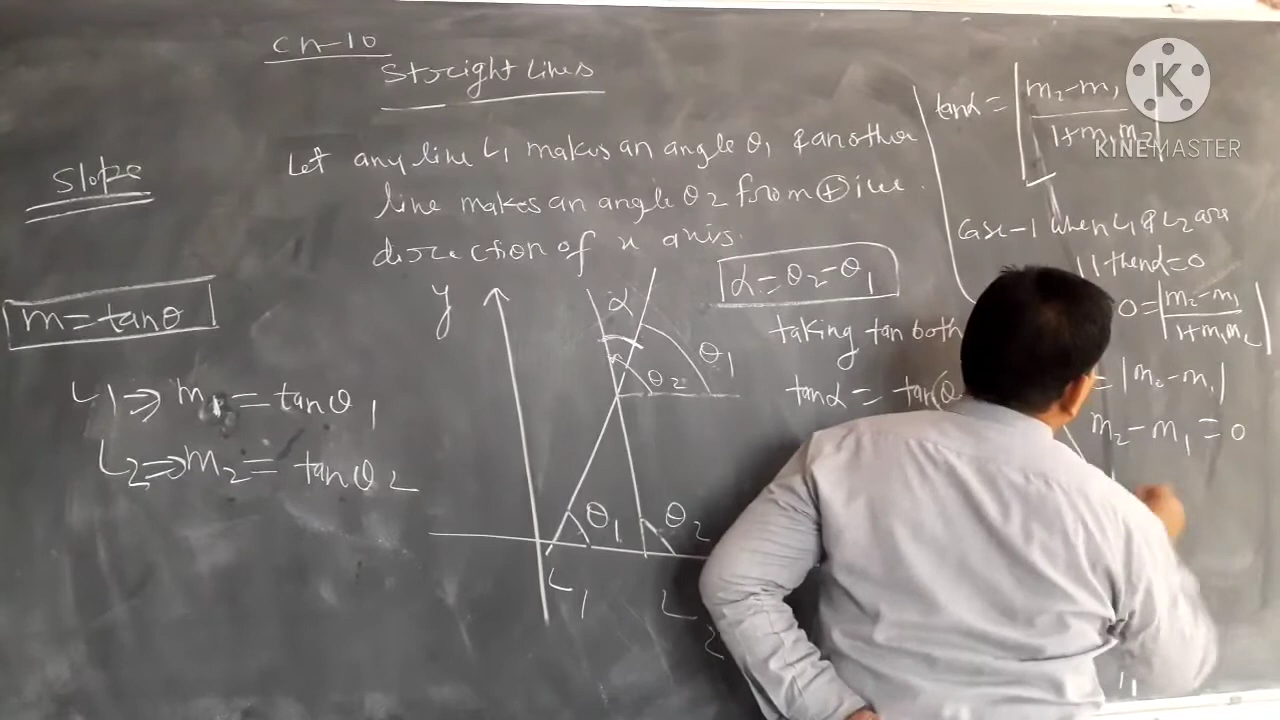 ch-10
Straight Lines
Slope
Let any line L1 makes an angle θ1 & another
line makes an angle θ2 from ⊕ive
direction of x axis.
m = tanθ
L1 ⇒ m1 = tanθ1
L2 ⇒ m2 = tanθ2
y
α
θ1
θ2
θ1
θ2
L1
L2
α = θ2 - θ1
taking tan both
tanα = tan(θ
tanα = |m2 - m1 / 1 + m1m2|
Case-1 when L1 & L2 are
|| then α = 0
0 = |m2 - m1 / 1 + m1m2|
= |m2 - m1|
m2 - m1 = 0
K
KINEMASTER